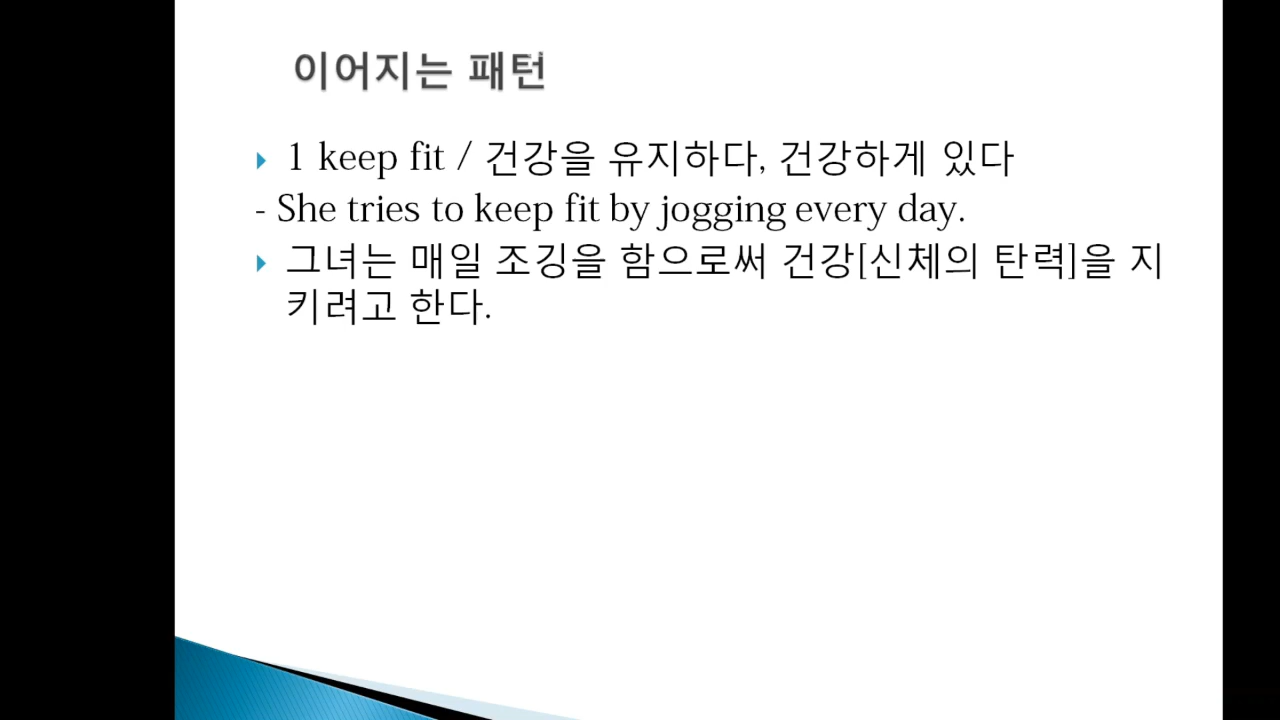 이어지는 패턴
1 keep fit / 건강을 유지하다, 건강하게 있다
- She tries to keep fit by jogging every day.
그녀는 매일 조깅을 함으로써 건강[신체의 탄력]을 지
키려고 한다.